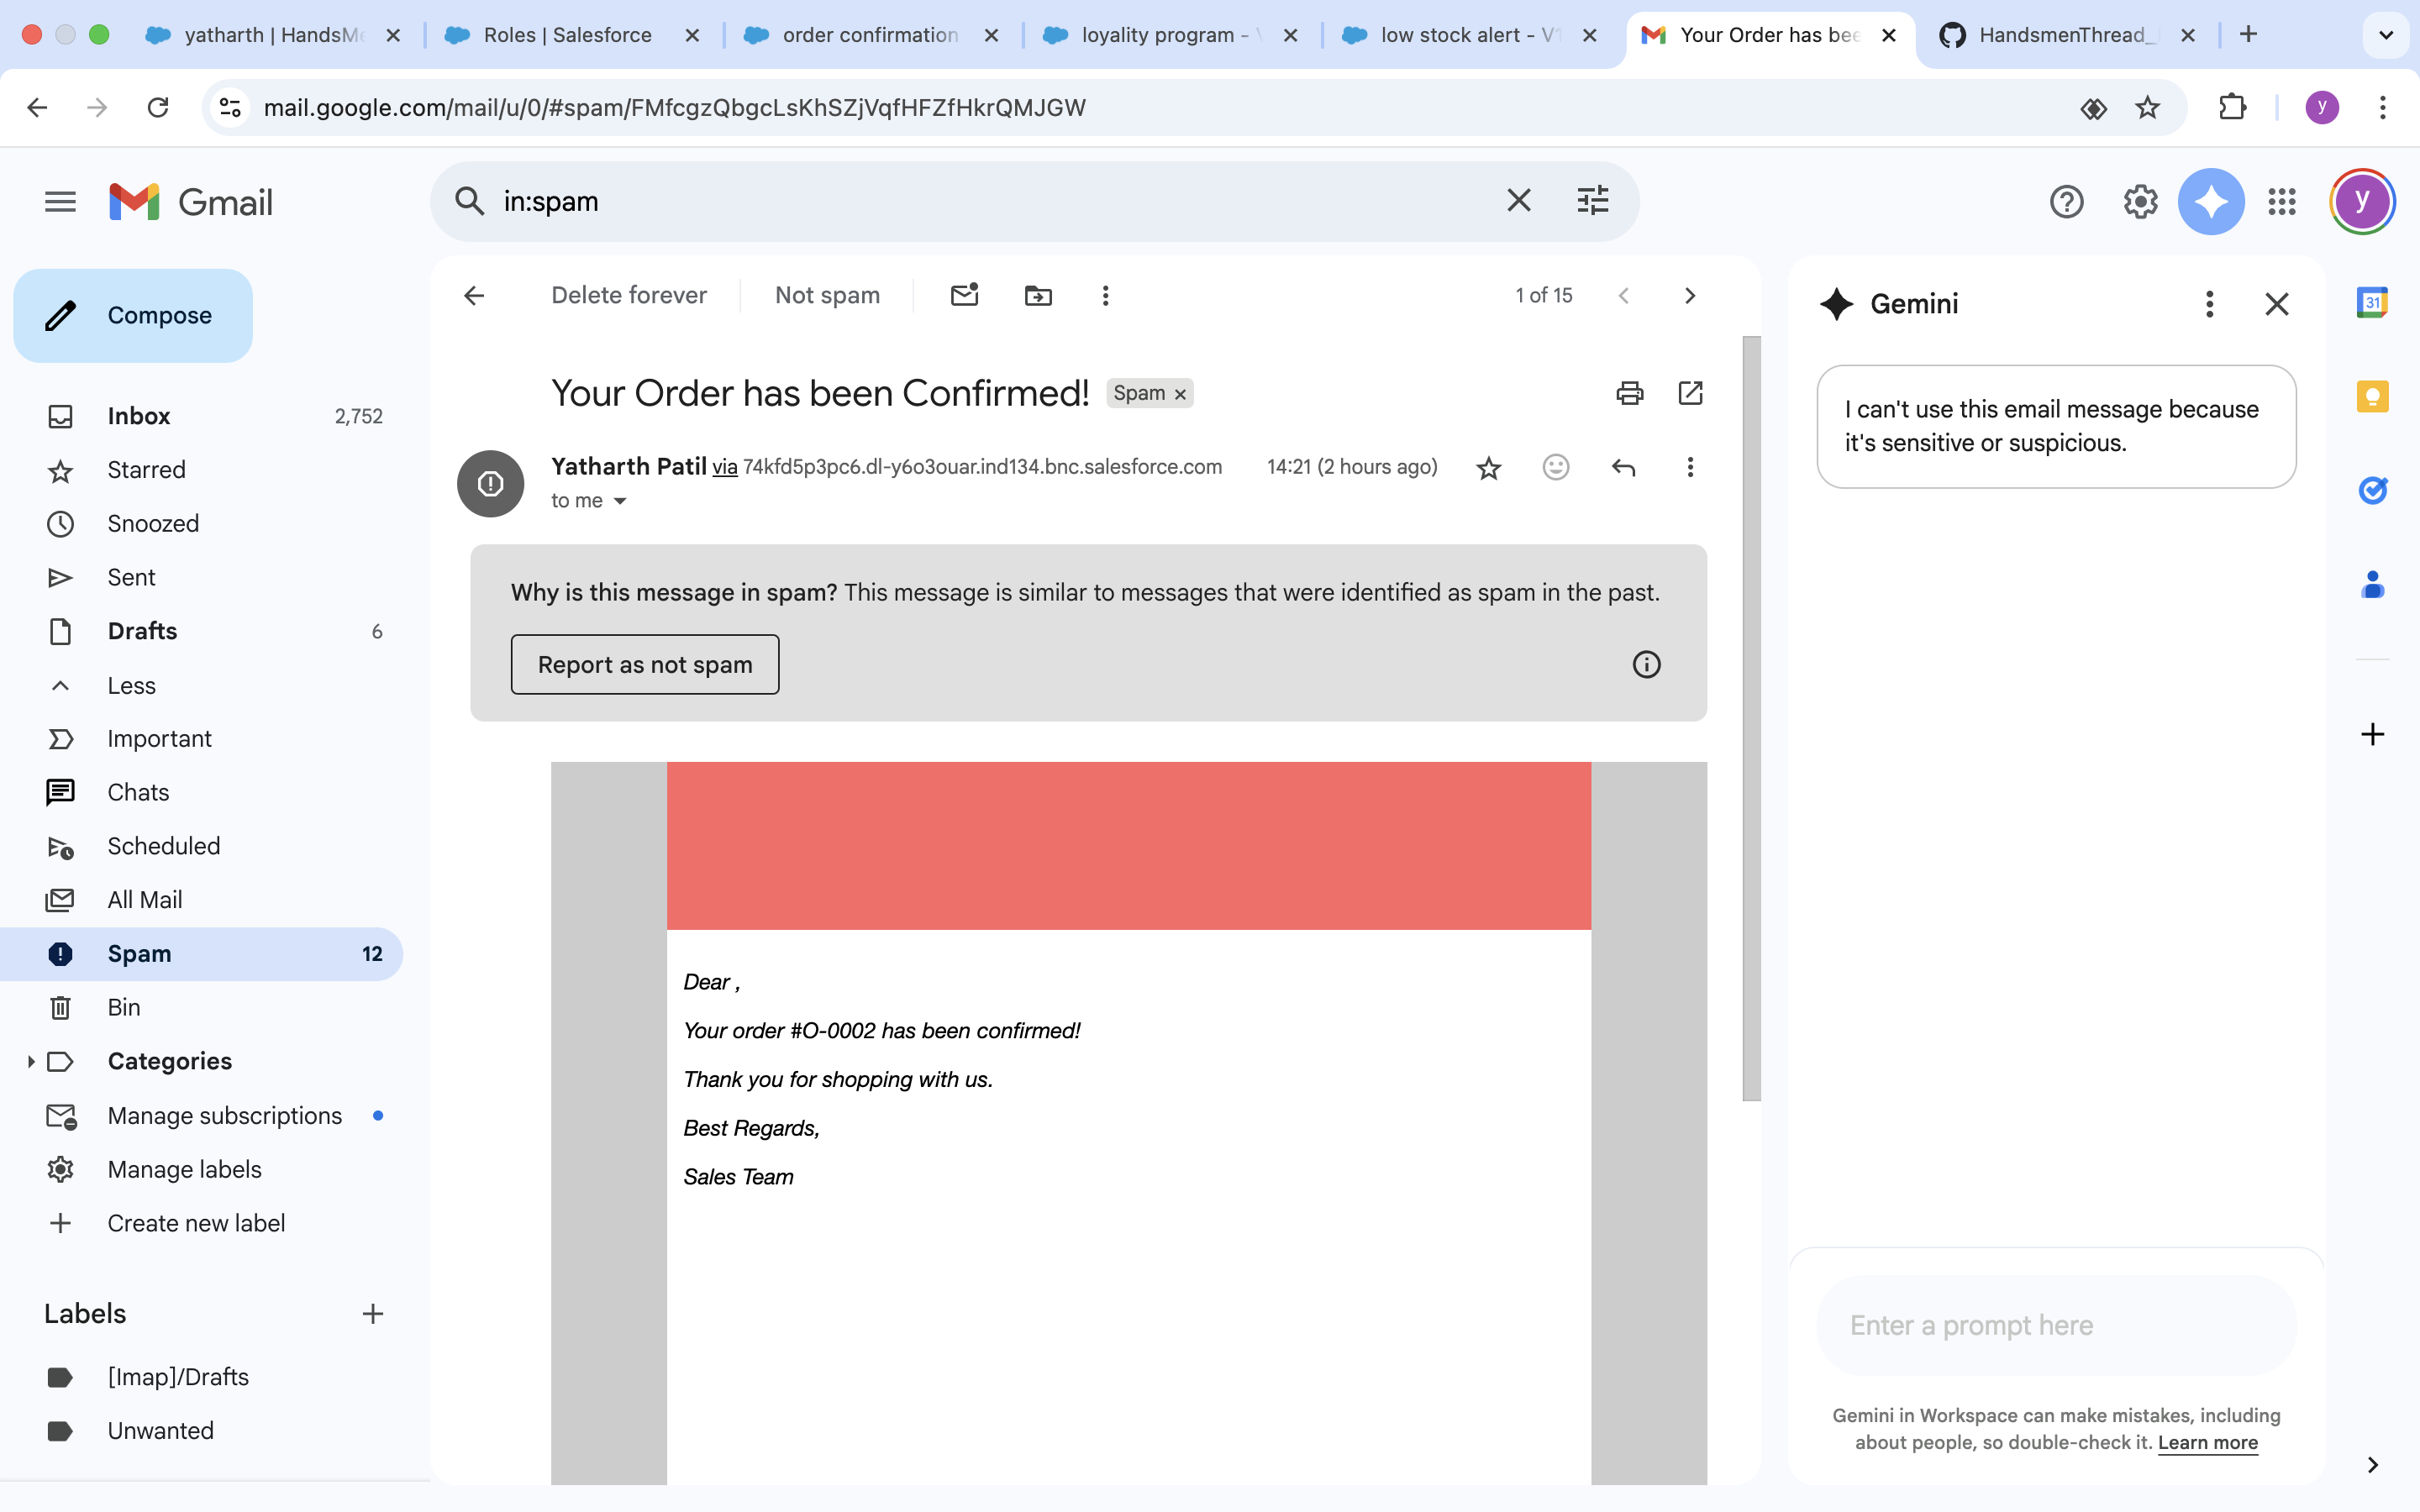 yatharth | HandsMe
Roles | Salesforce
order confirmation
loyality program -
low stock alert - V1
Your Order has bee
HandsmenThread_
mail.google.com/mail/u/0/#spam/FMfcgzQbgcLsKhSZjVqfHFZfHkrQMJGW
y
Gmail
in:spam
y
Compose
Inbox 2,752
Starred
Snoozed
Sent
Drafts 6
Less
Important
Chats
Scheduled
All Mail
Spam 12
Bin
Categories
Manage subscriptions
Manage labels
Create new label
Labels
[Imap]/Drafts
Unwanted
Delete forever
Not spam
1 of 15
Your Order has been Confirmed! Spam ×
Yatharth Patil via 74kfd5p3pc6.dl-y6o3ouar.ind134.bnc.salesforce.com 14:21 (2 hours ago)
to me
Why is this message in spam? This message is similar to messages that were identified as spam in the past.
Report as not spam
Dear ,
Your order #O-0002 has been confirmed!
Thank you for shopping with us.
Best Regards,
Sales Team
Gemini
I can't use this email message because
it's sensitive or suspicious.
Enter a prompt here
Gemini in Workspace can make mistakes, including
about people, so double-check it. Learn more
31